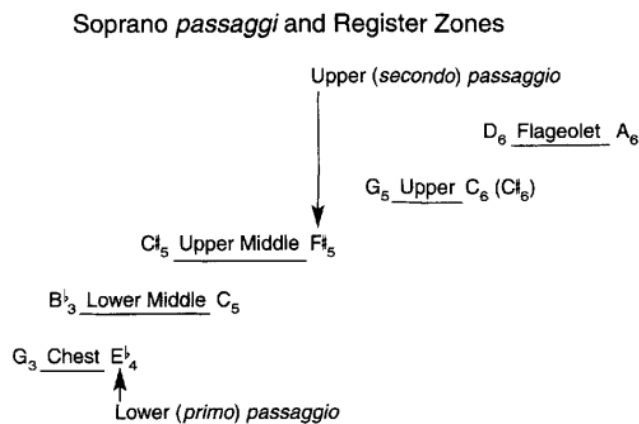 Soprano passaggi and Register Zones
Upper (secondo) passaggio
D₆ Flageolet A₆
G₅ Upper C₆ (C♯₆)
C♯₅ Upper Middle F♯₅
B♭₃ Lower Middle C₅
G₃ Chest E♭₄
Lower (primo) passaggio